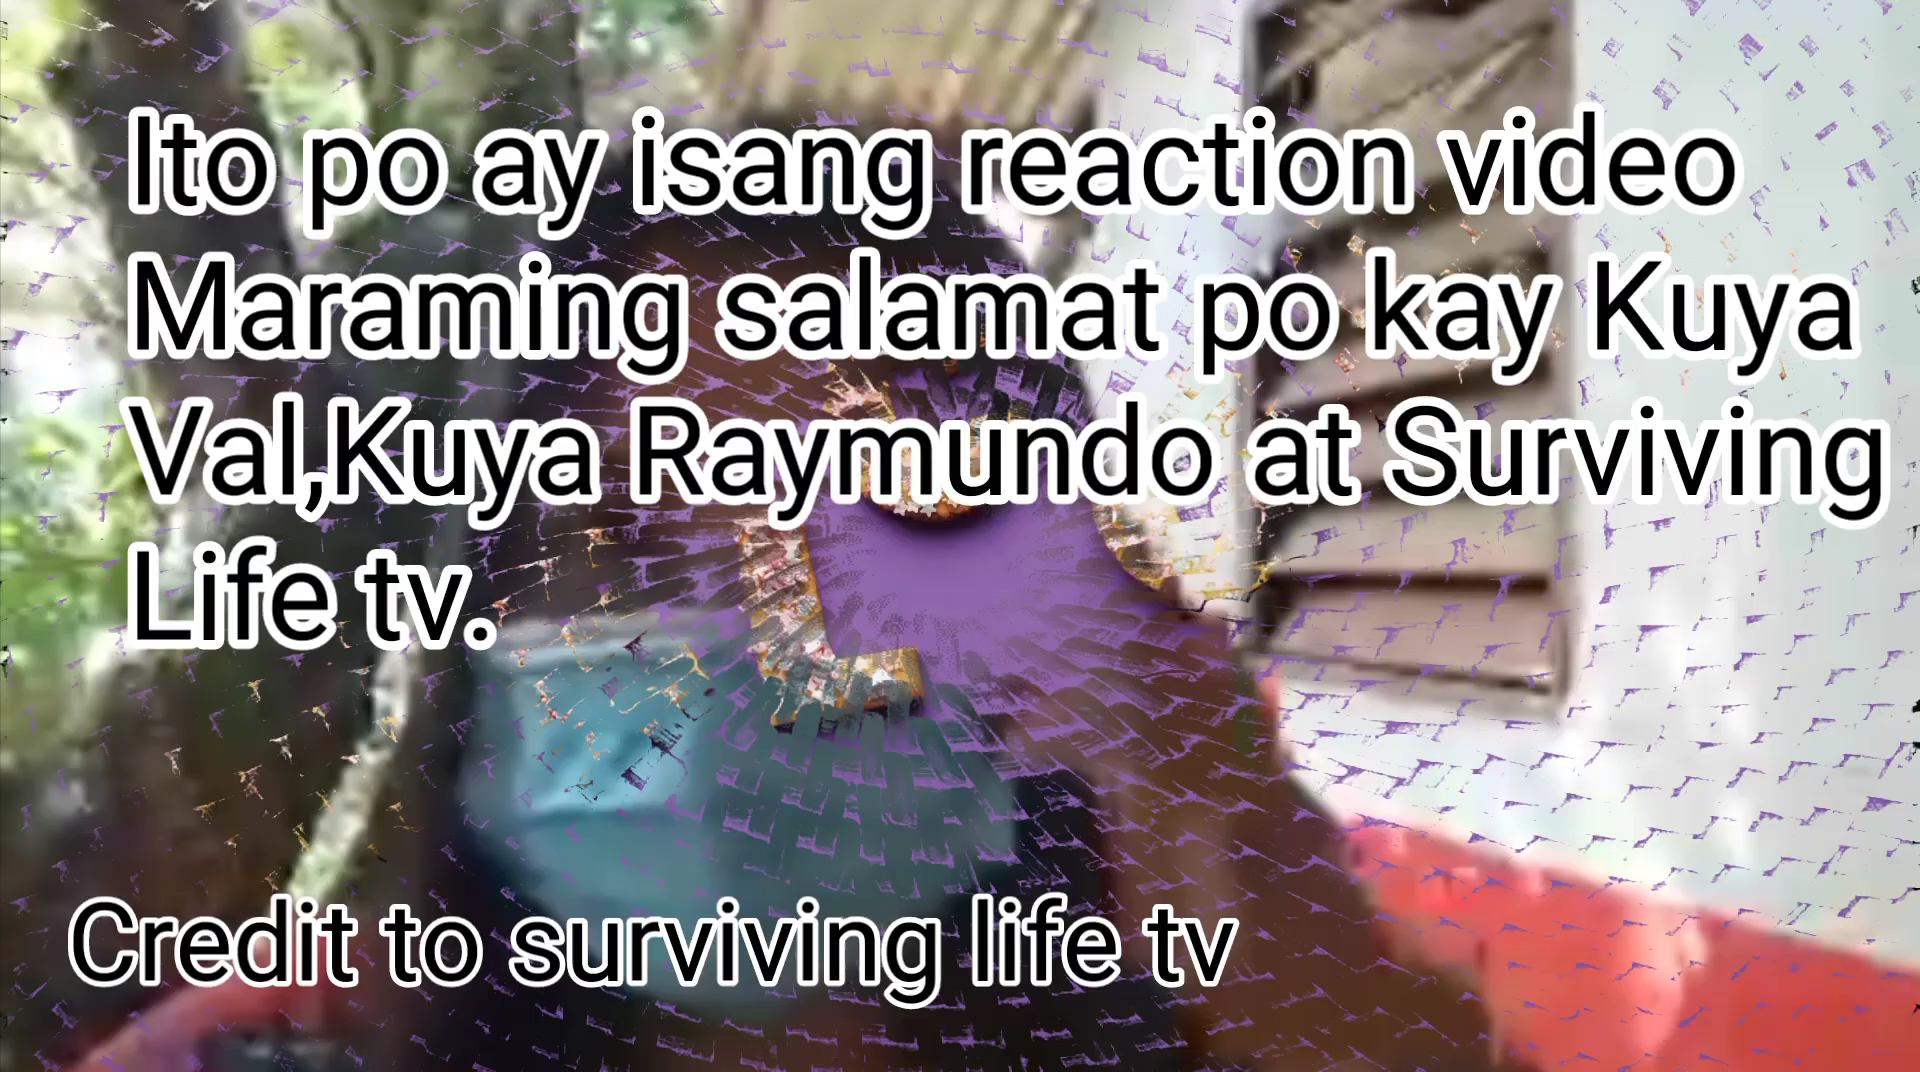 Ito po ay isang reaction video
Maraming salamat po kay Kuya
Val,Kuya Raymundo at Surviving
Life tv.
Credit to surviving life tv